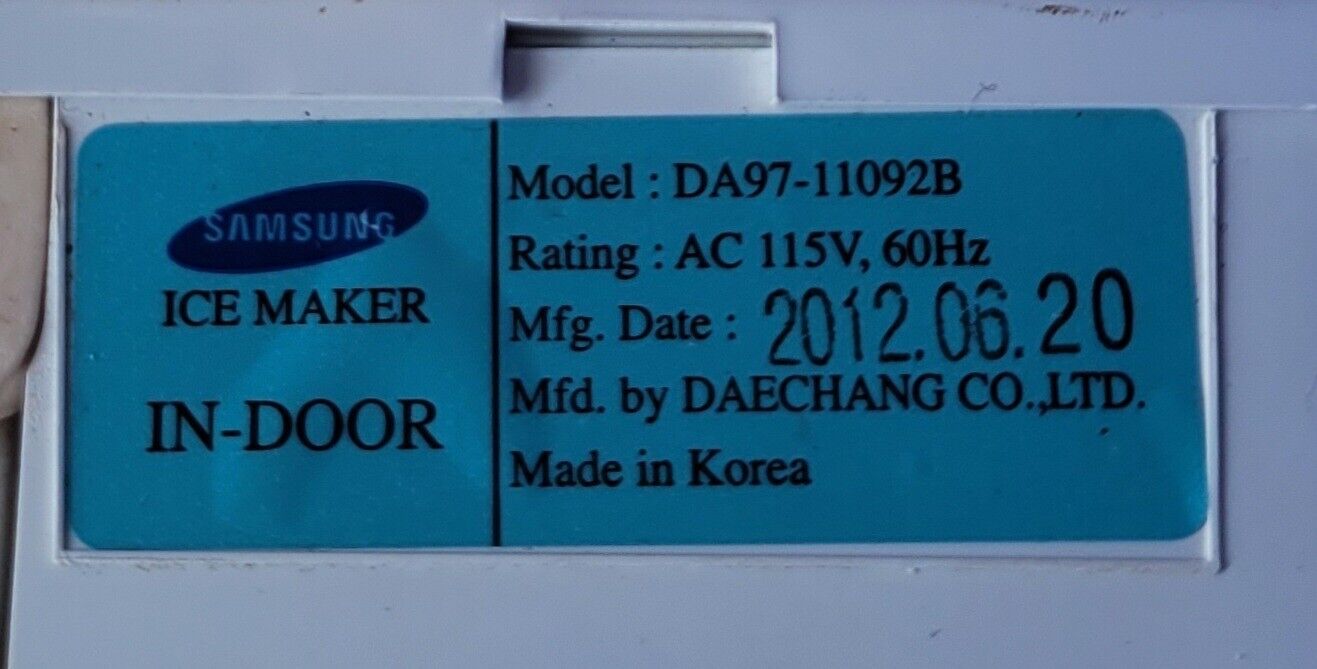 SAMSUNG
ICE MAKER
IN-DOOR
Model : DA97-11092B
Rating : AC 115V, 60Hz
Mfg. Date : 2012.06.20
Mfd. by DAECHANG CO.,LTD.
Made in Korea